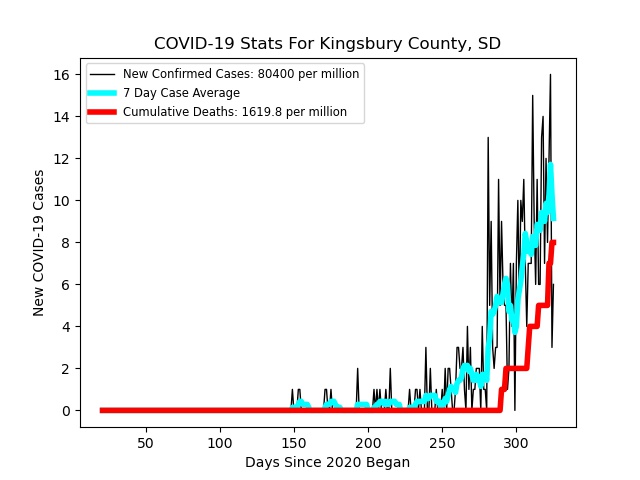 COVID-19 Stats For Kingsbury County, SD
New Confirmed Cases: 80400 per million
7 Day Case Average
Cumulative Deaths: 1619.8 per million
New COVID-19 Cases
16
14
12
10
8
6
4
2
0
50 100 150 200 250 300
Days Since 2020 Began